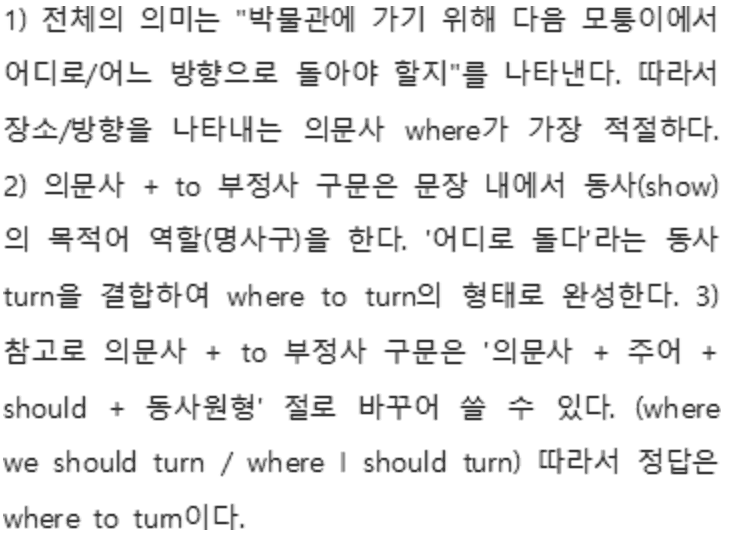 1) 전체의 의미는 "박물관에 가기 위해 다음 모퉁이에서
어디로/어느 방향으로 돌아야 할지"를 나타낸다. 따라서
장소/방향을 나타내는 의문사 where가 가장 적절하다.
2) 의문사 + to 부정사 구문은 문장 내에서 동사(show)
의 목적어 역할(명사구)을 한다. '어디로 돌다'라는 동사
turn을 결합하여 where to turn의 형태로 완성한다. 3)
참고로 의문사 + to 부정사 구문은 '의문사 + 주어 +
should + 동사원형' 절로 바꾸어 쓸 수 있다. (where
we should turn / where I should turn) 따라서 정답은
where to turn이다.